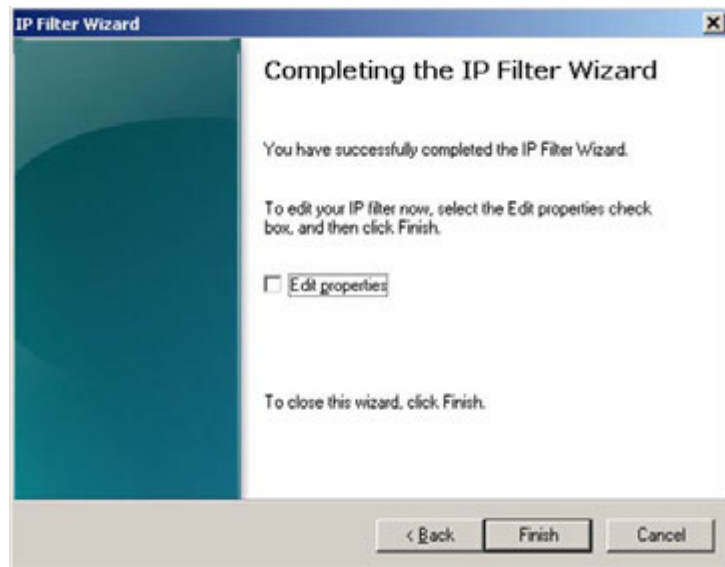 IP Filter Wizard
Completing the IP Filter Wizard
You have successfully completed the IP Filter Wizard.
To edit your IP filter now, select the Edit properties check
box, and then click Finish.
Edit properties
To close this wizard, click Finish.
< Back
Finish
Cancel